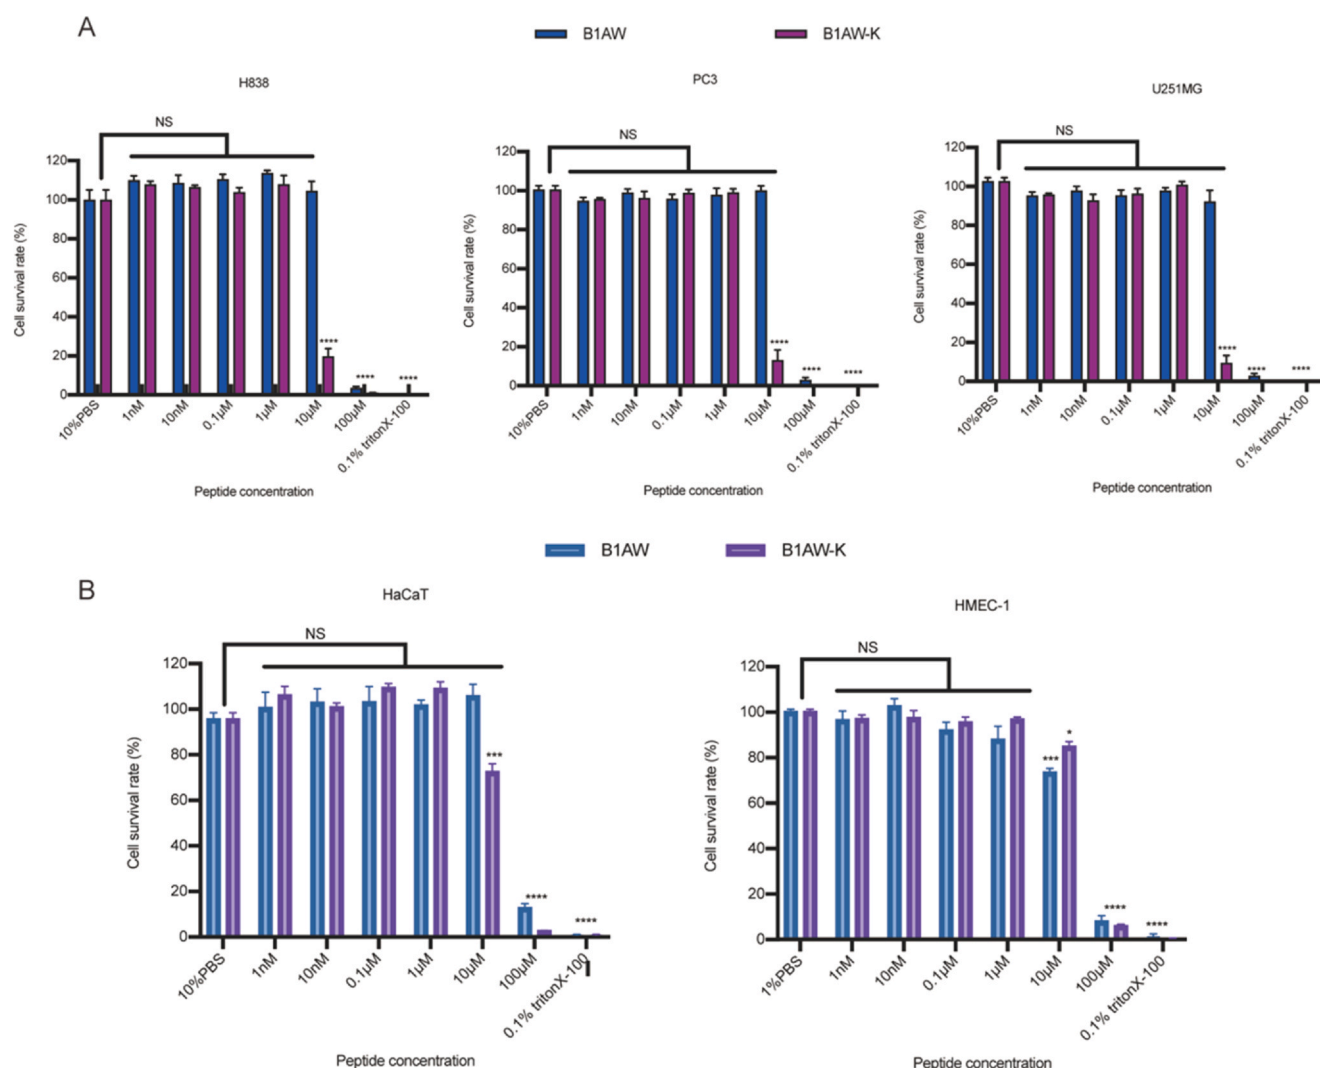 A
B1AW
B1AW-K
H838
NS
120
100
80
60
40
20
0
Cell survival rate (%)
****
****
****
10%PBS
1nM
10nM
0.1μM
1μM
10μM
100μM
0.1% tritonX-100
Peptide concentration
PC3
NS
120
100
80
60
40
20
0
Cell survival rate (%)
****
****
****
10%PBS
1nM
10nM
0.1μM
1μM
10μM
100μM
0.1% tritonX-100
Peptide concentration
U251MG
NS
120
100
80
60
40
20
0
Cell survival rate (%)
****
****
****
10%PBS
1nM
10nM
0.1μM
1μM
10μM
100μM
0.1% tritonX-100
Peptide concentration
B1AW
B1AW-K
B
HaCaT
NS
120
100
80
60
40
20
0
Cell survival rate (%)
***
****
****
10%PBS
1nM
10nM
0.1μM
1μM
10μM
100μM
0.1% tritonX-100
Peptide concentration
HMEC-1
NS
120
100
80
60
40
20
0
Cell survival rate (%)
***
*
****
****
1%PBS
1nM
10nM
0.1μM
1μM
10μM
100μM
0.1% tritonX-100
Peptide concentration